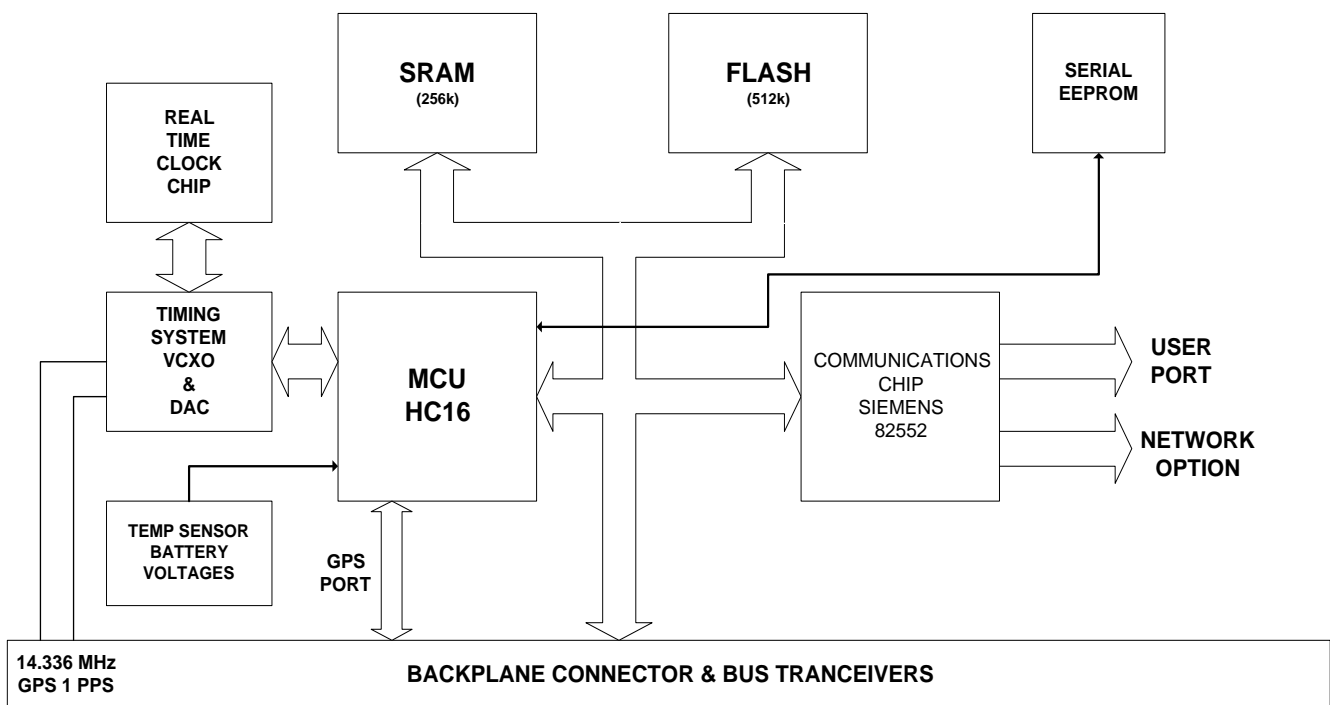 SRAM
(256k)
FLASH
(512k)
SERIAL
EEPROM
REAL
TIME
CLOCK
CHIP
TIMING
SYSTEM
VCXO
&
DAC
MCU
HC16
COMMUNICATIONS
CHIP
SIEMENS
82552
USER
PORT
NETWORK
OPTION
TEMP SENSOR
BATTERY
VOLTAGES
GPS
PORT
14.336 MHz
GPS 1 PPS
BACKPLANE CONNECTOR & BUS TRANCEIVERS